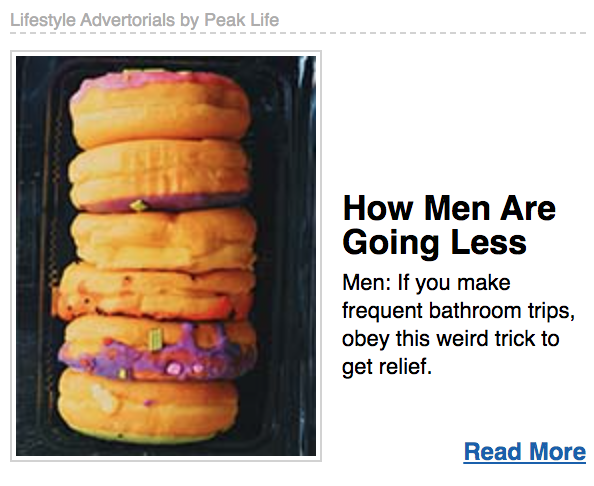 Lifestyle Advertorials by Peak Life
How Men Are
Going Less
Men: If you make
frequent bathroom trips,
obey this weird trick to
get relief.
Read More